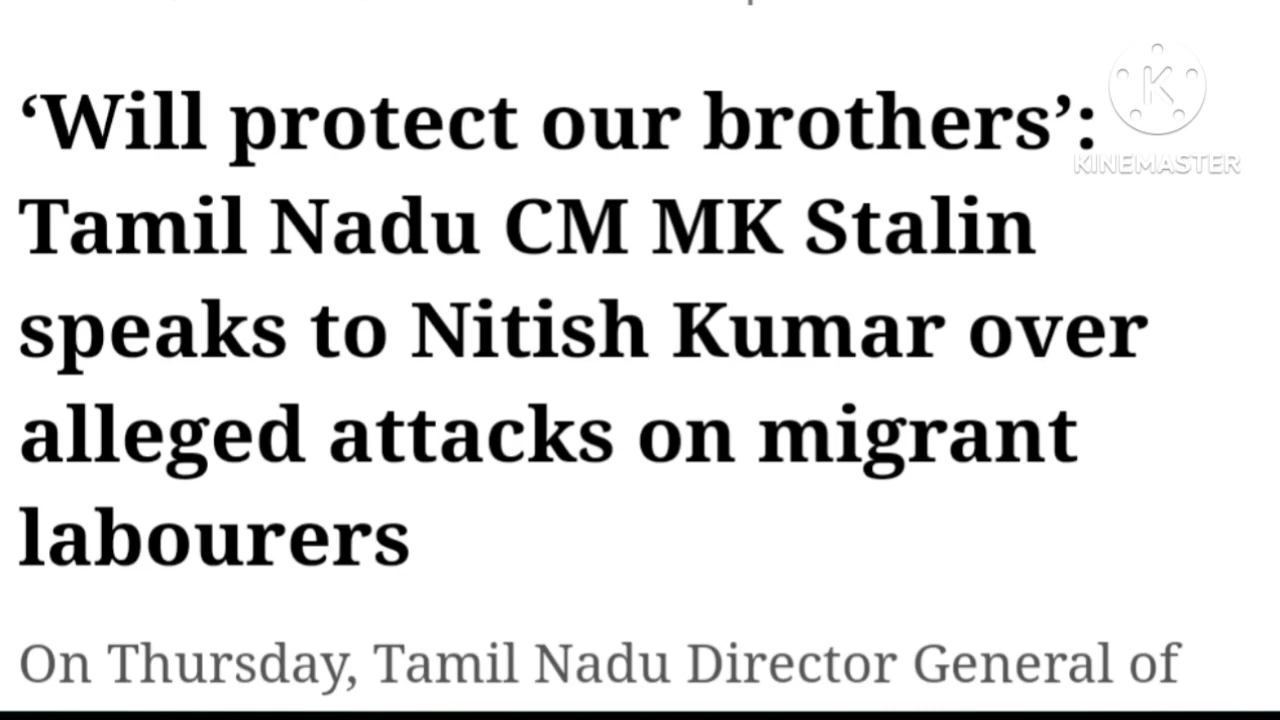 ‘Will protect our brothers’:
Tamil Nadu CM MK Stalin
speaks to Nitish Kumar over
alleged attacks on migrant
labourers
On Thursday, Tamil Nadu Director General of
K
KINEMASTER